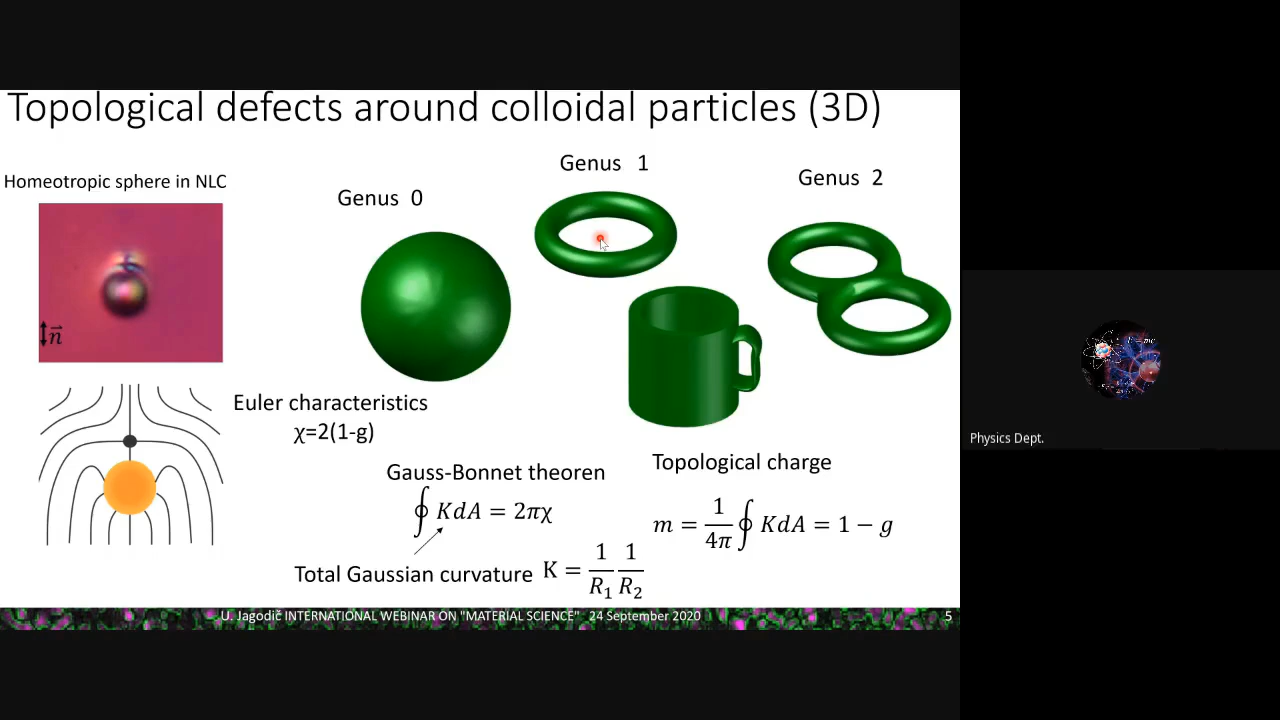 Topological defects around colloidal particles (3D)
Homeotropic sphere in NLC
Genus 0
Genus 1
Genus 2
n⃗
Euler characteristics
χ=2(1-g)
Gauss-Bonnet theoren
∮ KdA = 2πχ
Total Gaussian curvature
K = 1/R₁ 1/R₂
Topological charge
m = 1/4π ∮ KdA = 1 − g
U. Jagodič INTERNATIONAL WEBINAR ON "MATERIAL SCIENCE" 24 September 2020
5
Physics Dept.